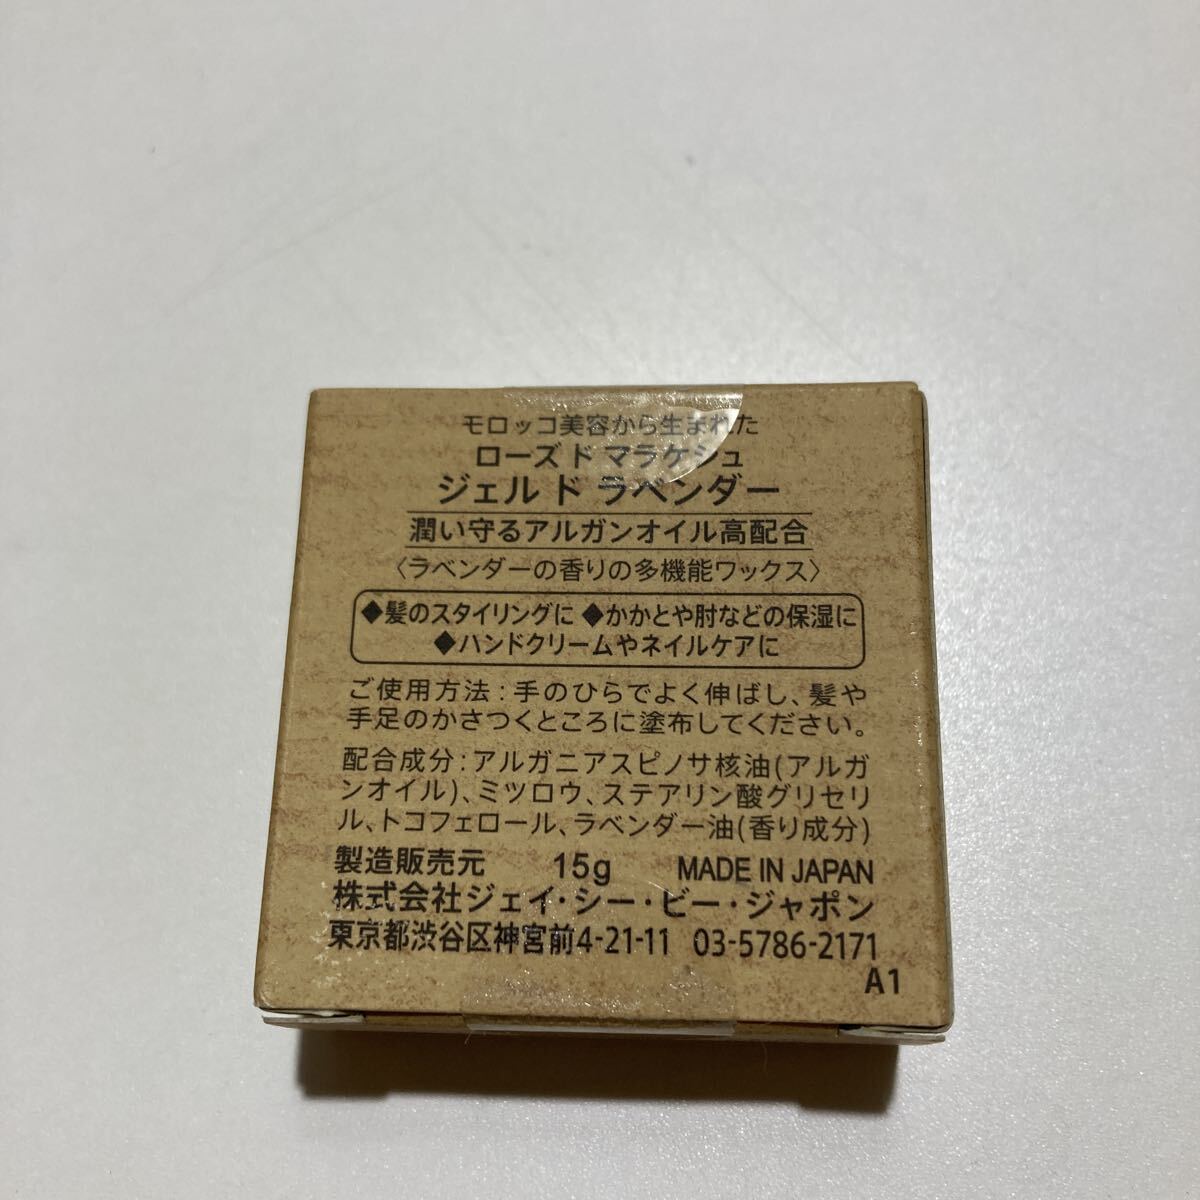 モロッコ美容から生まれた
ローズ ド マラケシュ
ジェル ド ラベンダー
潤い守るアルガンオイル高配合
〈ラベンダーの香りの多機能ワックス〉
◆髪のスタイリングに ◆かかとや肘などの保湿に
◆ハンドクリームやネイルケアに
ご使用方法：手のひらでよく伸ばし、髪や
手足のかさつくところに塗布してください。
配合成分：アルガニアスピノサ核油(アルガ
ンオイル)、ミツロウ、ステアリン酸グリセリ
ル、トコフェロール、ラベンダー油(香り成分)
製造販売元 15g MADE IN JAPAN
株式会社ジェイ・シー・ビー・ジャポン
東京都渋谷区神宮前4-21-11 03-5786-2171
A1